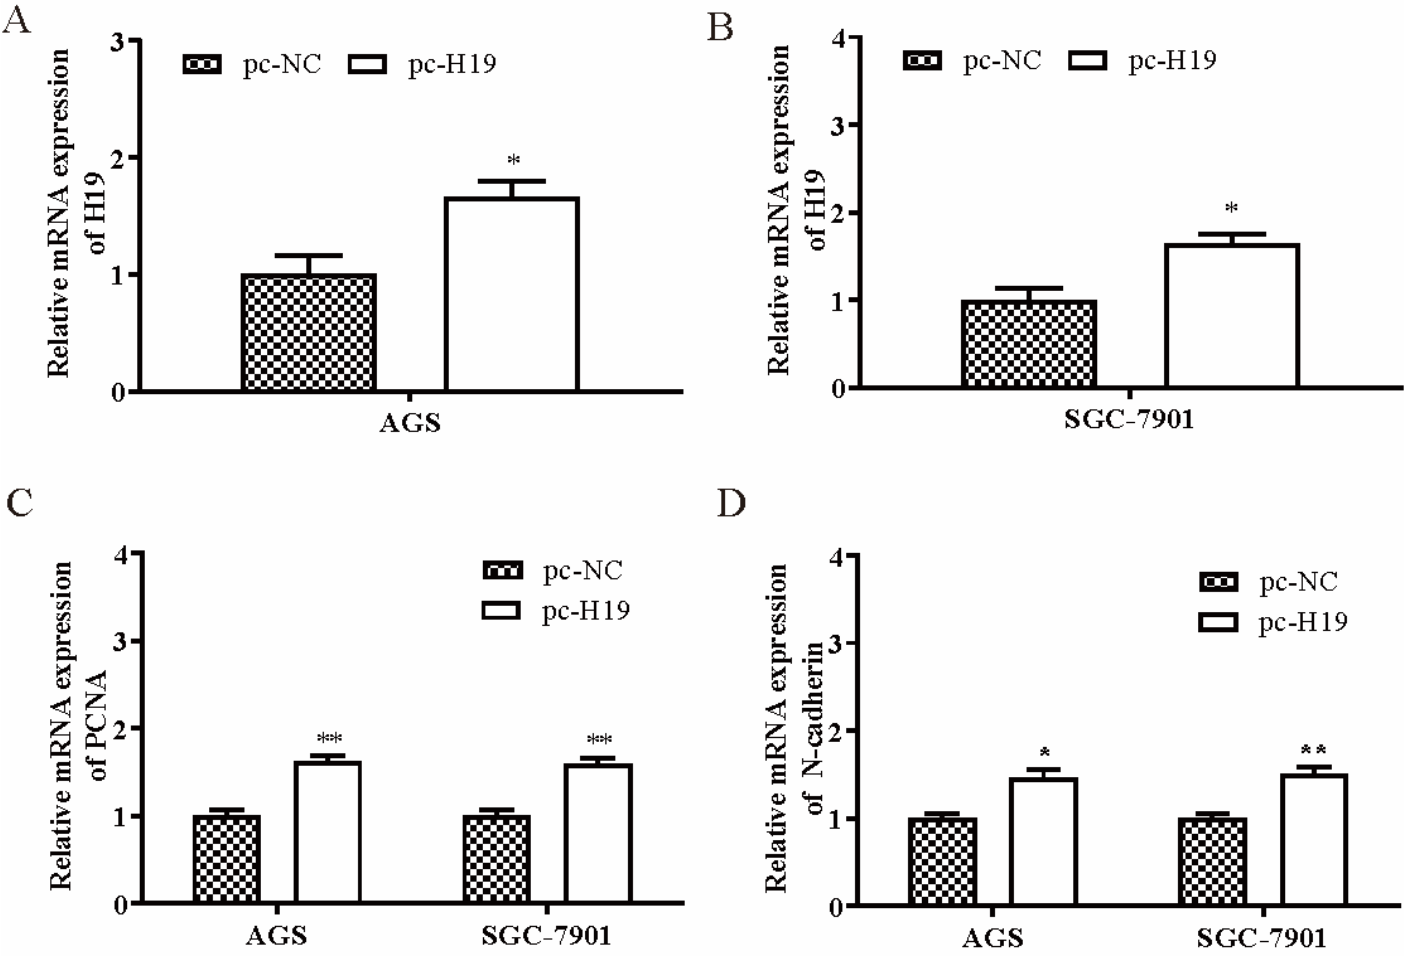 A
Relative mRNA expression
of H19
3
2
1
0
pc-NC
pc-H19
*
AGS
B
Relative mRNA expression
of H19
4
3
2
1
0
pc-NC
pc-H19
*
SGC-7901
C
Relative mRNA expression
of PCNA
4
3
2
1
0
pc-NC
pc-H19
**
**
AGS
SGC-7901
D
Relative mRNA expression
of N-cadherin
4
3
2
1
0
pc-NC
pc-H19
*
**
AGS
SGC-7901